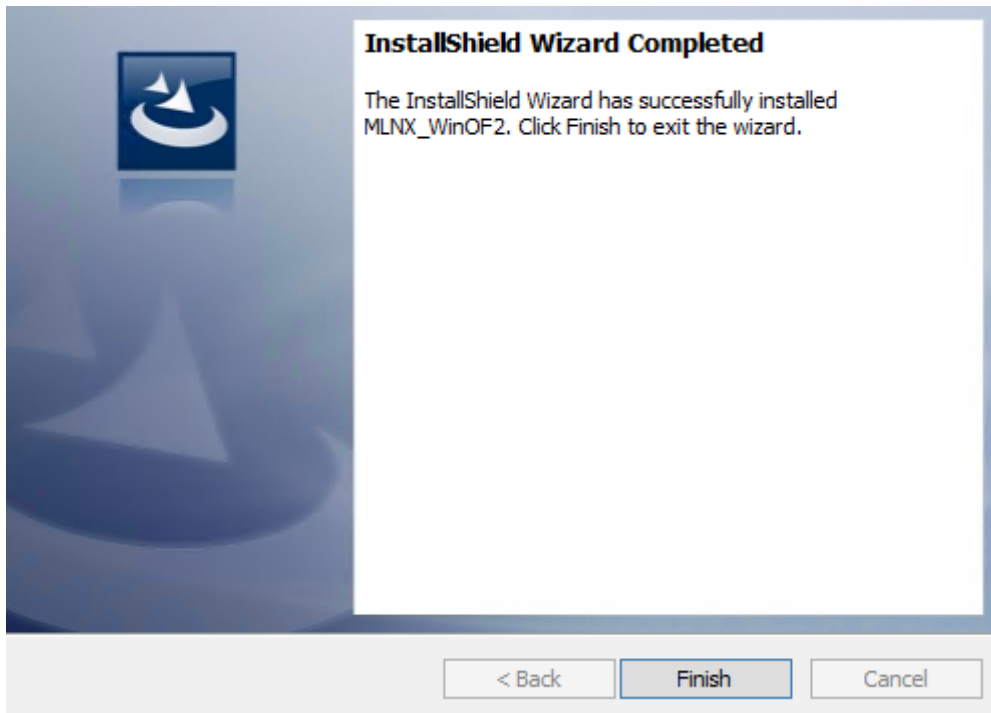 InstallShield Wizard Completed
The InstallShield Wizard has successfully installed
MLNX_WinOF2. Click Finish to exit the wizard.
< Back
Finish
Cancel